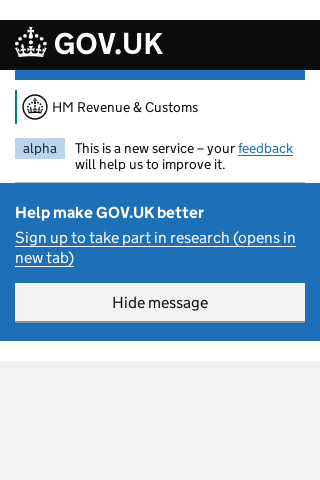 GOV.UK
HM Revenue & Customs
alpha
This is a new service – your feedback
will help us to improve it.
Help make GOV.UK better
Sign up to take part in research (opens in
new tab)
Hide message